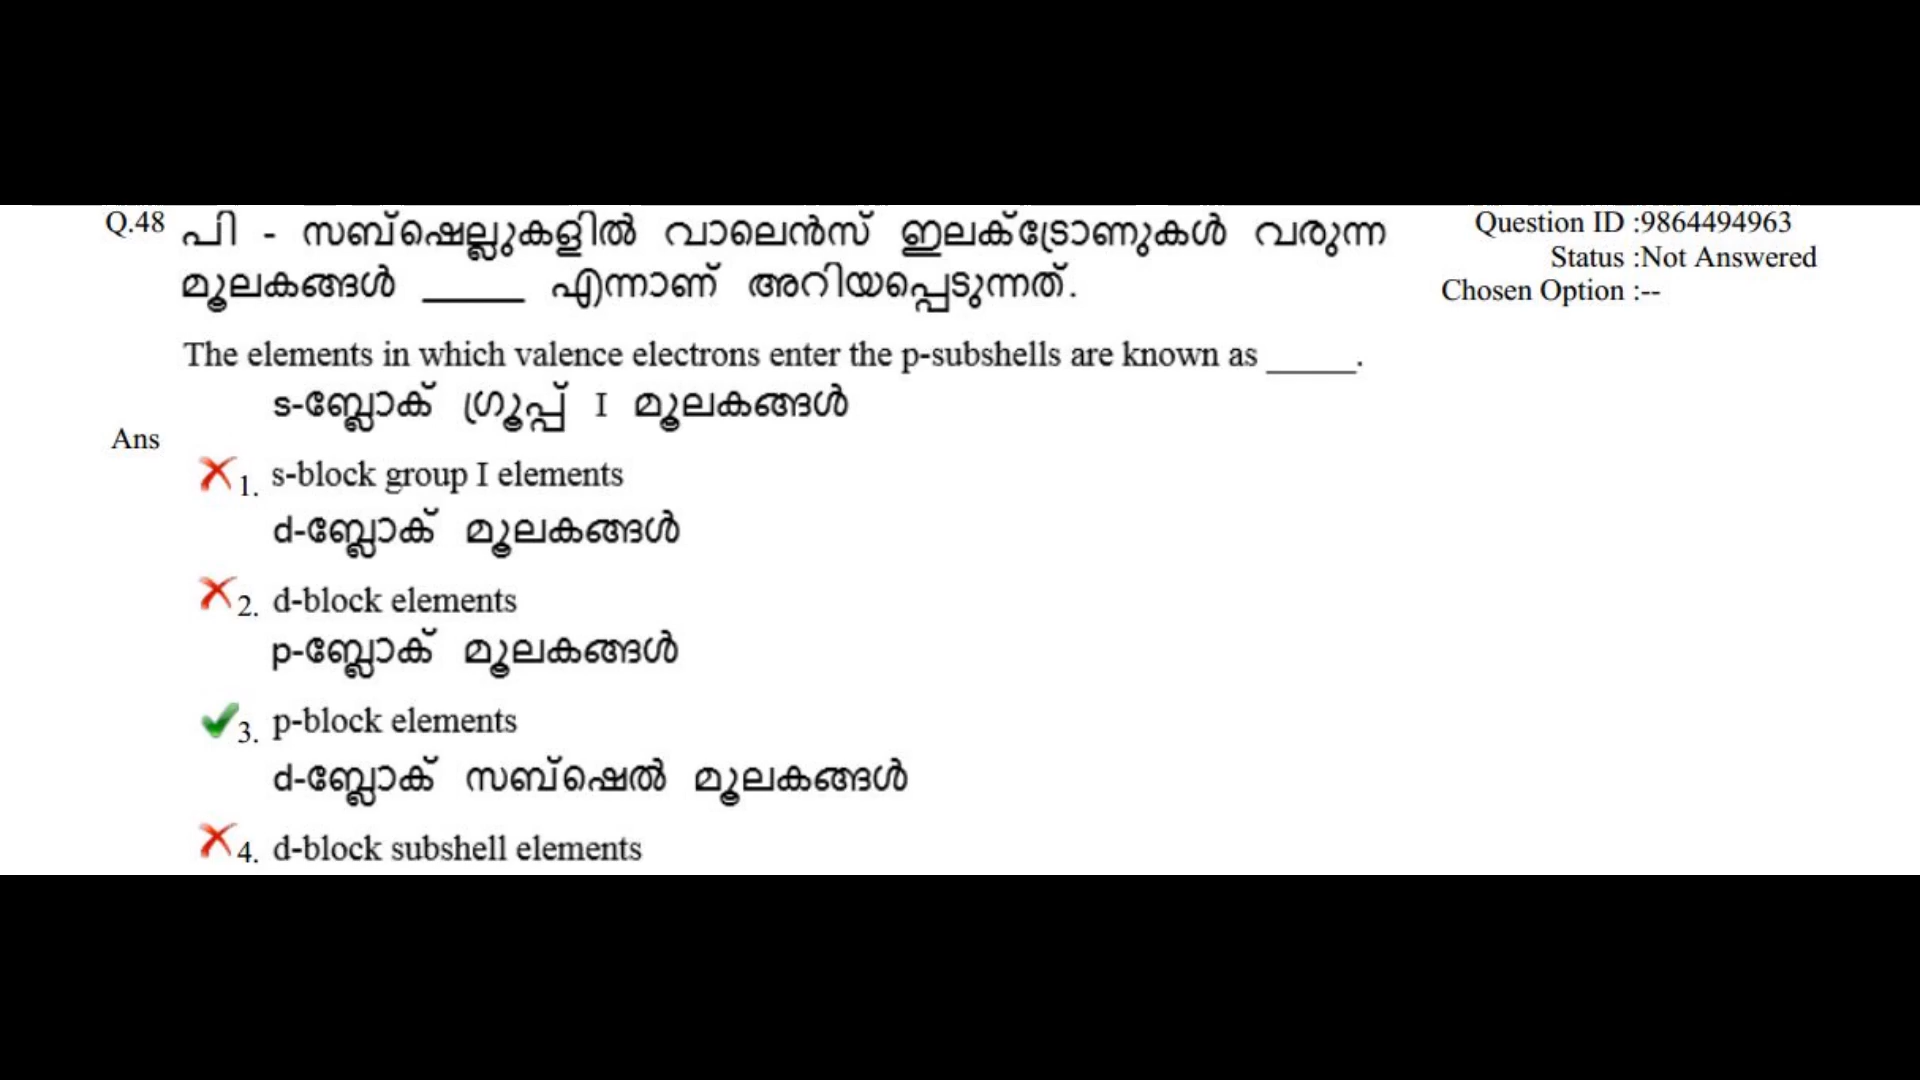 Q.48 പി - സബ്ഷെല്ലുകളിൽ വാലെൻസ് ഇലക്ട്രോണുകൾ വരുന്ന
മൂലകങ്ങൾ _____ എന്നാണ് അറിയപ്പെടുന്നത്.
Question ID :9864494963
Status :Not Answered
Chosen Option :--
The elements in which valence electrons enter the p-subshells are known as _____.
Ans
s-ബ്ലോക് ഗ്രൂപ്പ് I മൂലകങ്ങൾ
1. s-block group I elements
d-ബ്ലോക് മൂലകങ്ങൾ
2. d-block elements
p-ബ്ലോക് മൂലകങ്ങൾ
3. p-block elements
d-ബ്ലോക് സബ്ഷെൽ മൂലകങ്ങൾ
4. d-block subshell elements